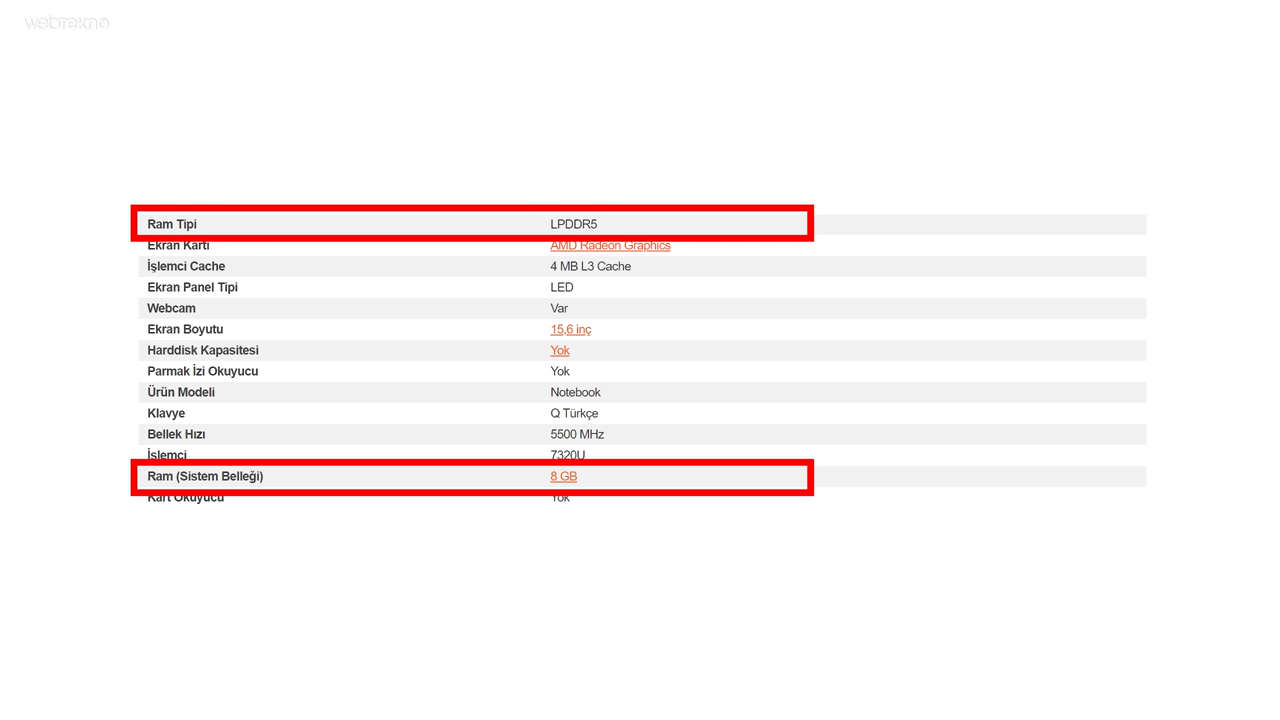 webtekno
Ram Tipi LPDDR5
Ekran Kartı AMD Radeon Graphics
İşlemci Cache 4 MB L3 Cache
Ekran Panel Tipi LED
Webcam Var
Ekran Boyutu 15,6 inç
Harddisk Kapasitesi Yok
Parmak İzi Okuyucu Yok
Ürün Modeli Notebook
Klavye Q Türkçe
Bellek Hızı 5500 MHz
İşlemci 7320U
Ram (Sistem Belleği) 8 GB
Kart Okuyucu Yok